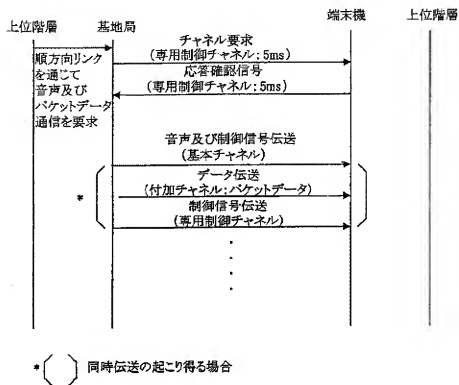 上位階層
基地局
端末機
上位階層
チャネル要求
(専用制御チャネル:5ms)
応答確認信号
(専用制御チャネル:5ms)
順方向リンク
を通じて
音声及び
パケットデータ
通信を要求
音声及び制御信号伝送
(基本チャネル)
データ伝送
(付加チャネル:パケットデータ)
制御信号伝送
(専用制御チャネル)
*
*( ) 同時伝送の起こり得る場合